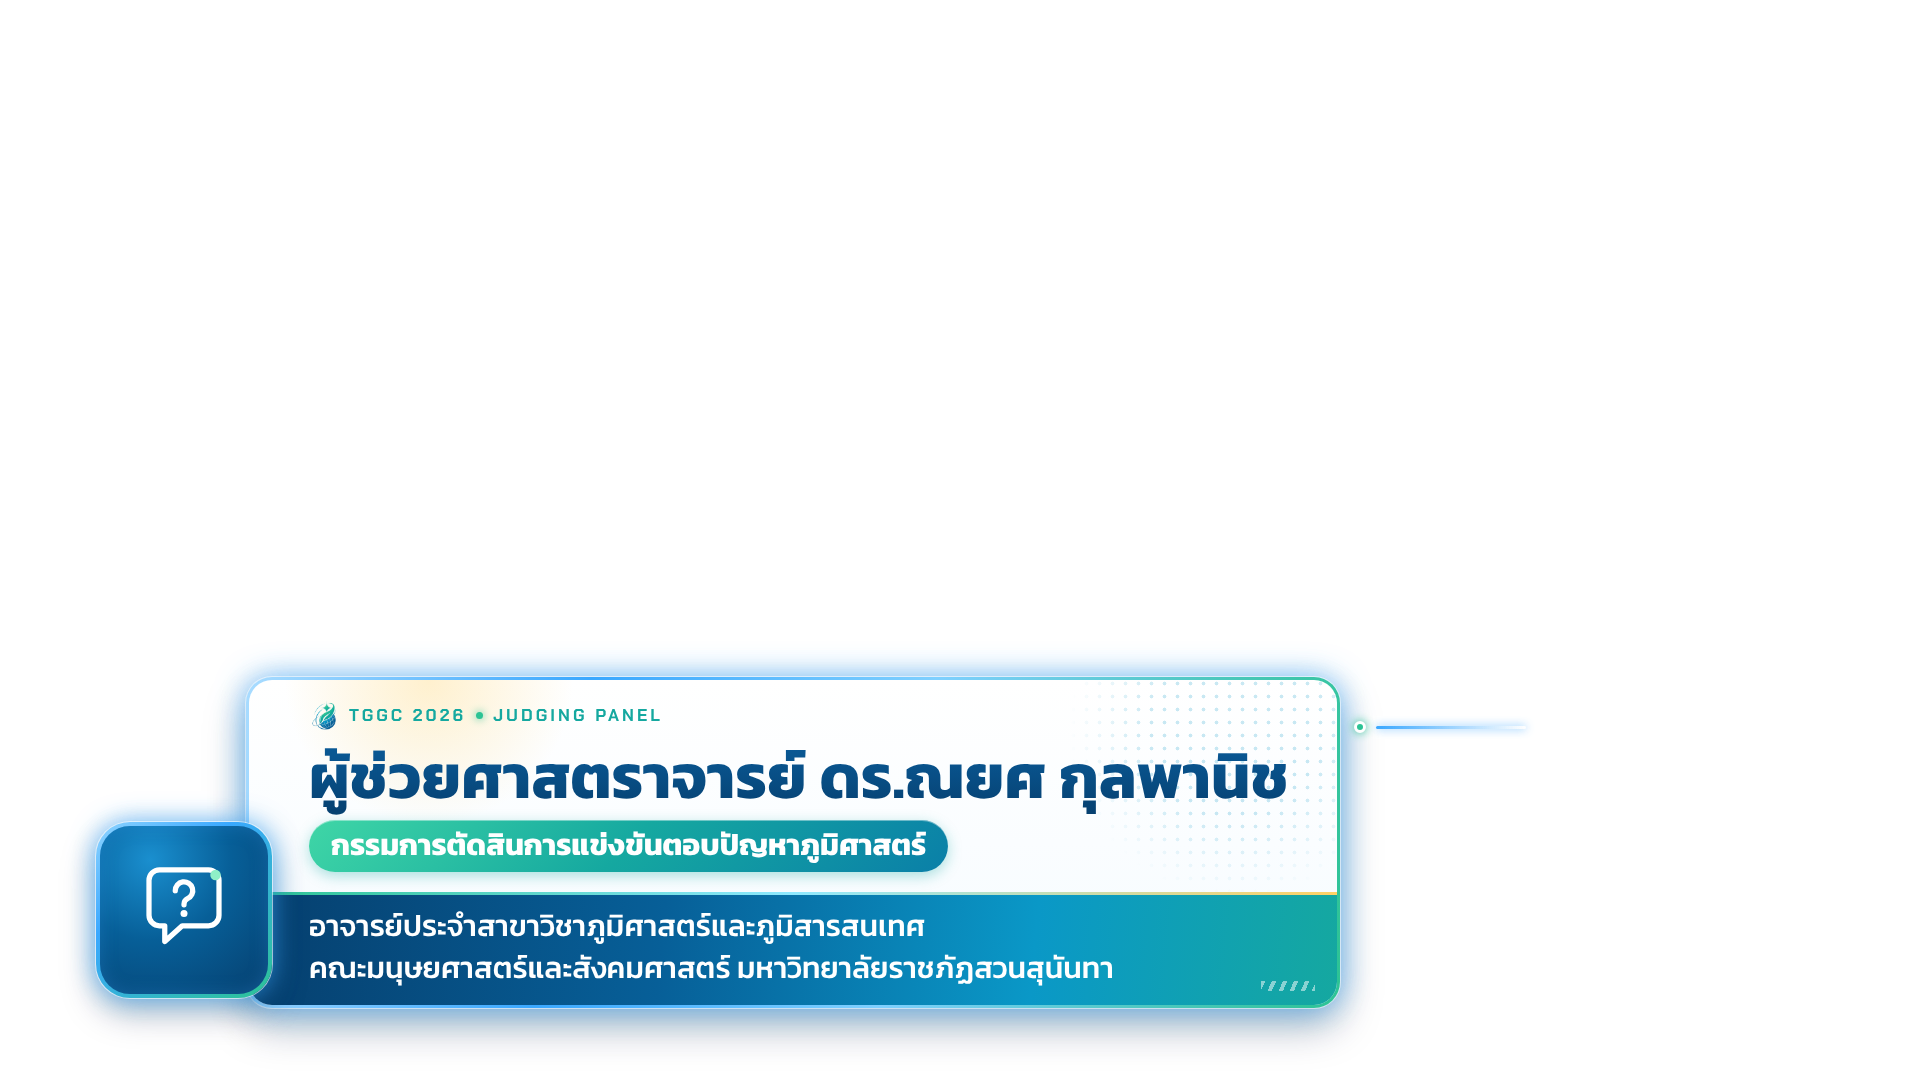 TGGC 2026 • JUDGING PANEL
ผู้ช่วยศาสตราจารย์ ดร.ณยศ กุลพานิช
กรรมการตัดสินการแข่งขันตอบปัญหาภูมิศาสตร์
อาจารย์ประจำสาขาวิชาภูมิศาสตร์และภูมิสารสนเทศ
คณะมนุษยศาสตร์และสังคมศาสตร์ มหาวิทยาลัยราชภัฏสวนสุนันทา